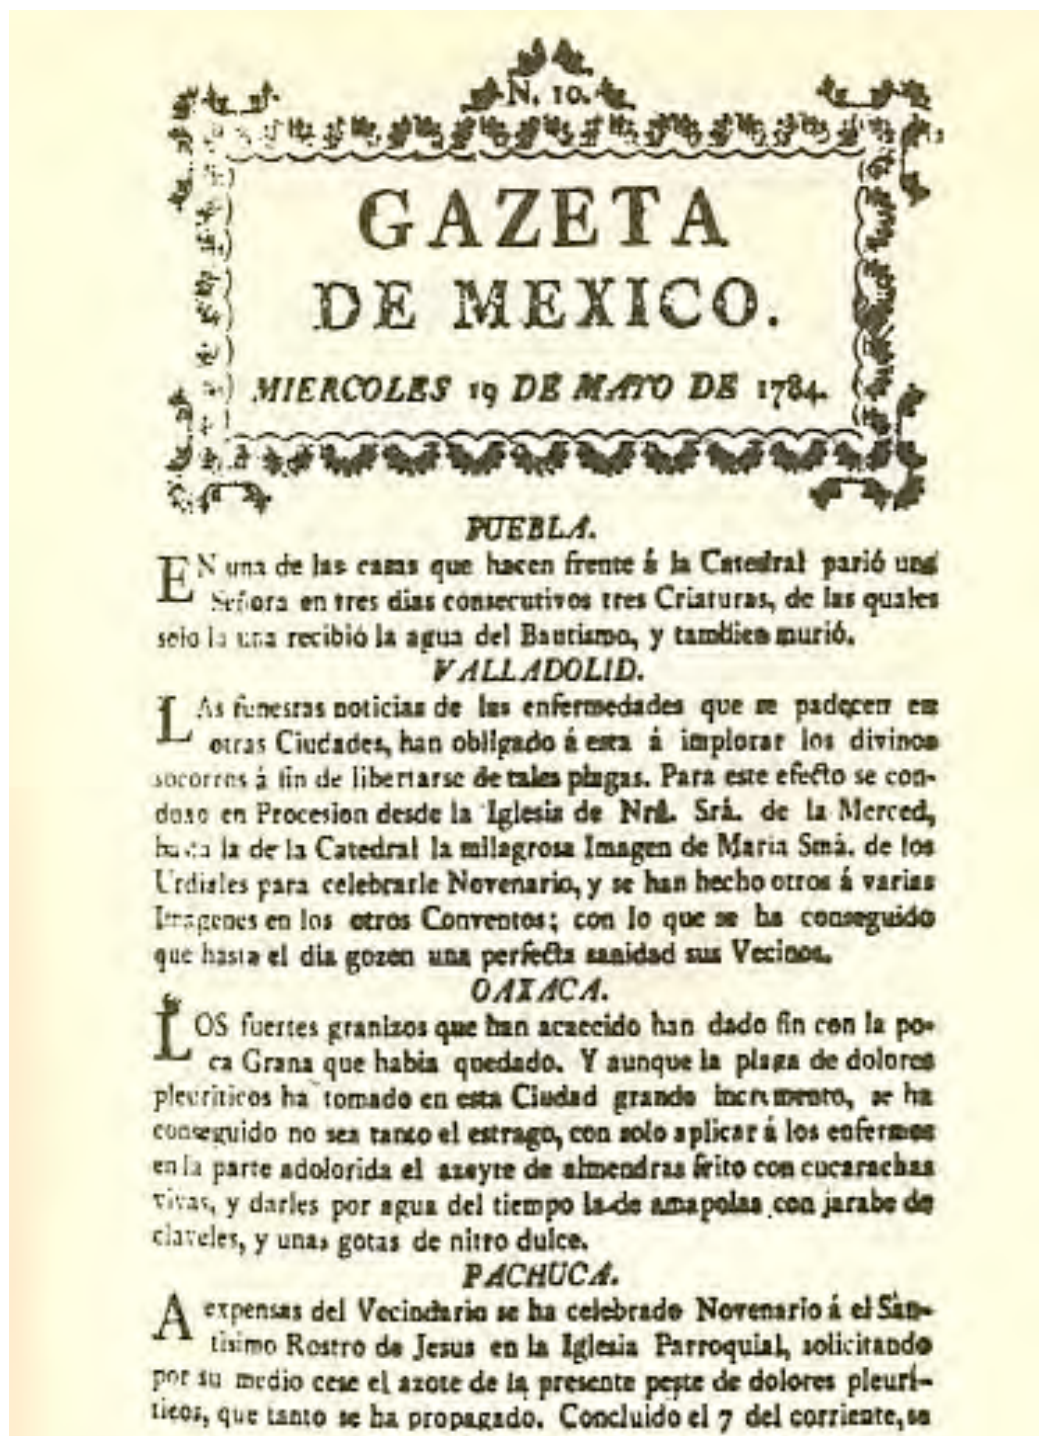 N. 10.
GAZETA
DE MEXICO.
MIERCOLES 19 DE MAYO DE 1784.
PUEBLA.
EN una de las casas que hacen frente á la Catedral parió una
Señora en tres dias consecutivos tres Criaturas, de las quales
solo la una recibió la agua del Bautismo, y tambien murió.
VALLADOLID.
LAs funestas noticias de las enfermedades que se padecen en
otras Ciudades, han obligado á esta á implorar los divinos
socorros á fin de libertarse de tales plagas. Para este efecto se con-
duxo en Procesion desde la Iglesia de Nrâ. Srâ. de la Merced,
hasta la de la Catedral la milagrosa Imagen de Maria Smâ. de los
Urdiales para celebrarle Novenario, y se han hecho otros á varias
Imagenes en los otros Conventos; con lo que se ha conseguido
que hasta el dia gozen una perfecta sanidad sus Vecinos.
OAXACA.
LOS fuertes granizos que han acaecido han dado fin con la po-
ca Grana que habia quedado. Y aunque la plaga de dolores
pleuriticos ha tomado en esta Ciudad grande incremento, se ha
conseguido no sea tanto el estrago, con solo aplicar á los enfermos
en la parte adolorida el azeyte de almendras frito con cucarachas
vivas, y darles por agua del tiempo la de amapolas con jarabe de
claveles, y unas gotas de nitro dulce.
PACHUCA.
A expensas del Vecindario se ha celebrado Novenario á el Sàn-
tisimo Rostro de Jesus en la Iglesia Parroquial, solicitando
por su medio cese el azote de la presente peste de dolores pleurí-
ticos, que tanto se ha propagado. Concluido el 7 del corriente, se